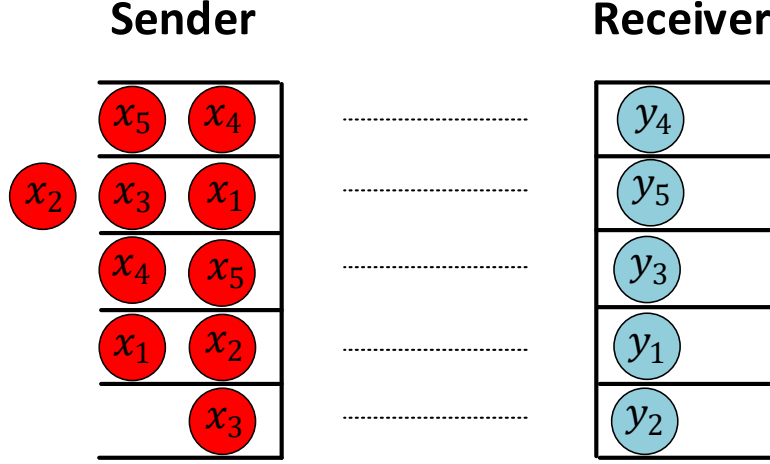 Sender Receiver
x₅ x₄ y₄
x₂ x₃ x₁ y₅
x₄ x₅ y₃
x₁ x₂ y₁
x₃ y₂